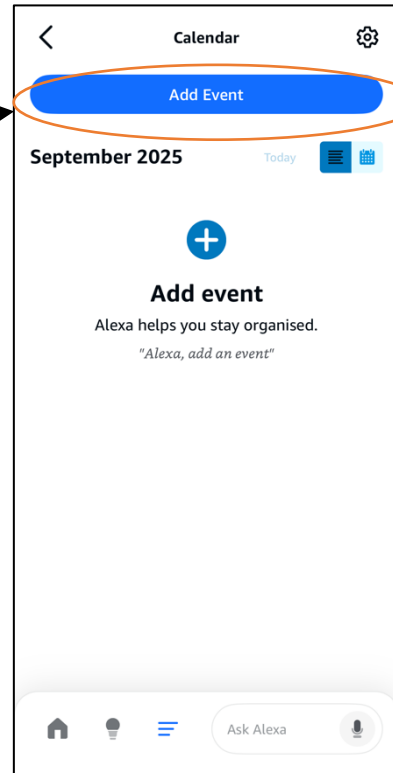 Calendar
Add Event
September 2025 Today
Add event
Alexa helps you stay organised.
"Alexa, add an event"
Ask Alexa